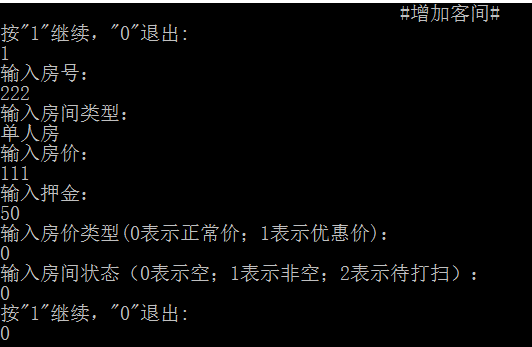 #增加客间#
按"1"继续，"0"退出:
1
输入房号：
222
输入房间类型：
单人房
输入房价：
111
输入押金：
50
输入房价类型(0表示正常价；1表示优惠价)：
0
输入房间状态（0表示空；1表示非空；2表示待打扫）：
0
按"1"继续，"0"退出:
0